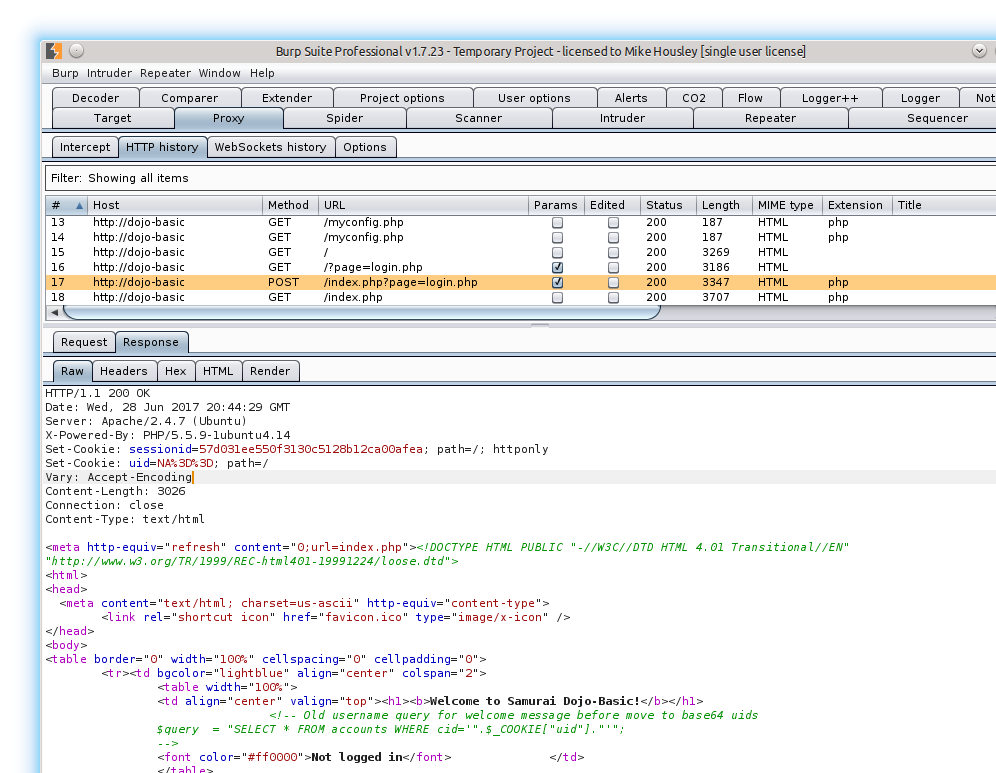 Burp Suite Professional v1.7.23 - Temporary Project - licensed to Mike Housley [single user license]
Burp Intruder Repeater Window Help
Decoder Comparer Extender Project options User options Alerts CO2 Flow Logger++ Logger Not
Target Proxy Spider Scanner Intruder Repeater Sequencer
Intercept HTTP history WebSockets history Options
Filter: Showing all items
# Host Method URL Params Edited Status Length MIME type Extension Title
13 http://dojo-basic GET /myconfig.php 200 187 HTML php
14 http://dojo-basic GET /myconfig.php 200 187 HTML php
15 http://dojo-basic GET / 200 3269 HTML
16 http://dojo-basic GET /?page=login.php 200 3186 HTML
17 http://dojo-basic POST /index.php?page=login.php 200 3347 HTML php
18 http://dojo-basic GET /index.php 200 3707 HTML php
Request Response
Raw Headers Hex HTML Render
HTTP/1.1 200 OK
Date: Wed, 28 Jun 2017 20:44:29 GMT
Server: Apache/2.4.7 (Ubuntu)
X-Powered-By: PHP/5.5.9-1ubuntu4.14
Set-Cookie: sessionid=57d031ee550f3130c5128b12ca00afea; path=/; httponly
Set-Cookie: uid=NA%3D%3D; path=/
Vary: Accept-Encoding
Content-Length: 3026
Connection: close
Content-Type: text/html
<meta http-equiv="refresh" content="0;url=index.php"><!DOCTYPE HTML PUBLIC "-//W3C//DTD HTML 4.01 Transitional//EN"
"http://www.w3.org/TR/1999/REC-html401-19991224/loose.dtd">
<html>
<head>
<meta content="text/html; charset=us-ascii" http-equiv="content-type">
<link rel="shortcut icon" href="favicon.ico" type="image/x-icon" />
</head>
<body>
<table border="0" width="100%" cellspacing="0" cellpadding="0">
<tr><td bgcolor="lightblue" align="center" colspan="2">
<table width="100%">
<td align="center" valign="top"><h1><b>Welcome to Samurai Dojo-Basic!</b></h1>
<!-- Old username query for welcome message before move to base64 uids
$query = "SELECT * FROM accounts WHERE cid='".$_COOKIE["uid"]."'";
-->
<font color="#ff0000">Not logged in</font> </td>
</table>